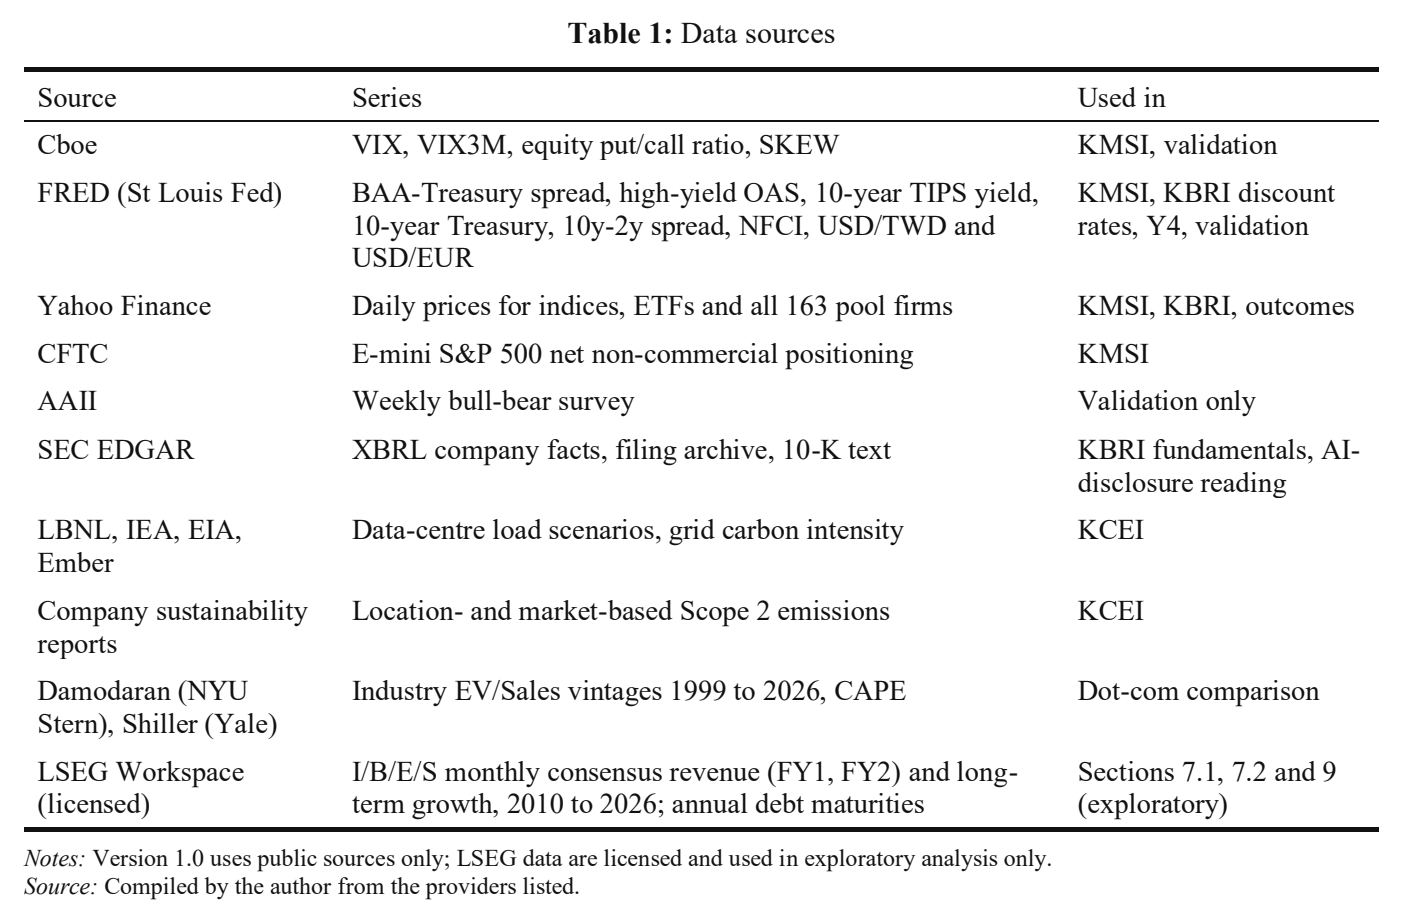 Table 1: Data sources
Source Series Used in
Cboe VIX, VIX3M, equity put/call ratio, SKEW KMSI, validation
FRED (St Louis Fed) BAA-Treasury spread, high-yield OAS, 10-year TIPS yield, KMSI, KBRI discount
10-year Treasury, 10y-2y spread, NFCI, USD/TWD and rates, Y4, validation
USD/EUR
Yahoo Finance Daily prices for indices, ETFs and all 163 pool firms KMSI, KBRI, outcomes
CFTC E-mini S&P 500 net non-commercial positioning KMSI
AAII Weekly bull-bear survey Validation only
SEC EDGAR XBRL company facts, filing archive, 10-K text KBRI fundamentals, AI-
disclosure reading
LBNL, IEA, EIA, Data-centre load scenarios, grid carbon intensity KCEI
Ember
Company sustainability Location- and market-based Scope 2 emissions KCEI
reports
Damodaran (NYU Industry EV/Sales vintages 1999 to 2026, CAPE Dot-com comparison
Stern), Shiller (Yale)
LSEG Workspace I/B/E/S monthly consensus revenue (FY1, FY2) and long- Sections 7.1, 7.2 and 9
(licensed) term growth, 2010 to 2026; annual debt maturities (exploratory)
Notes: Version 1.0 uses public sources only; LSEG data are licensed and used in exploratory analysis only.
Source: Compiled by the author from the providers listed.